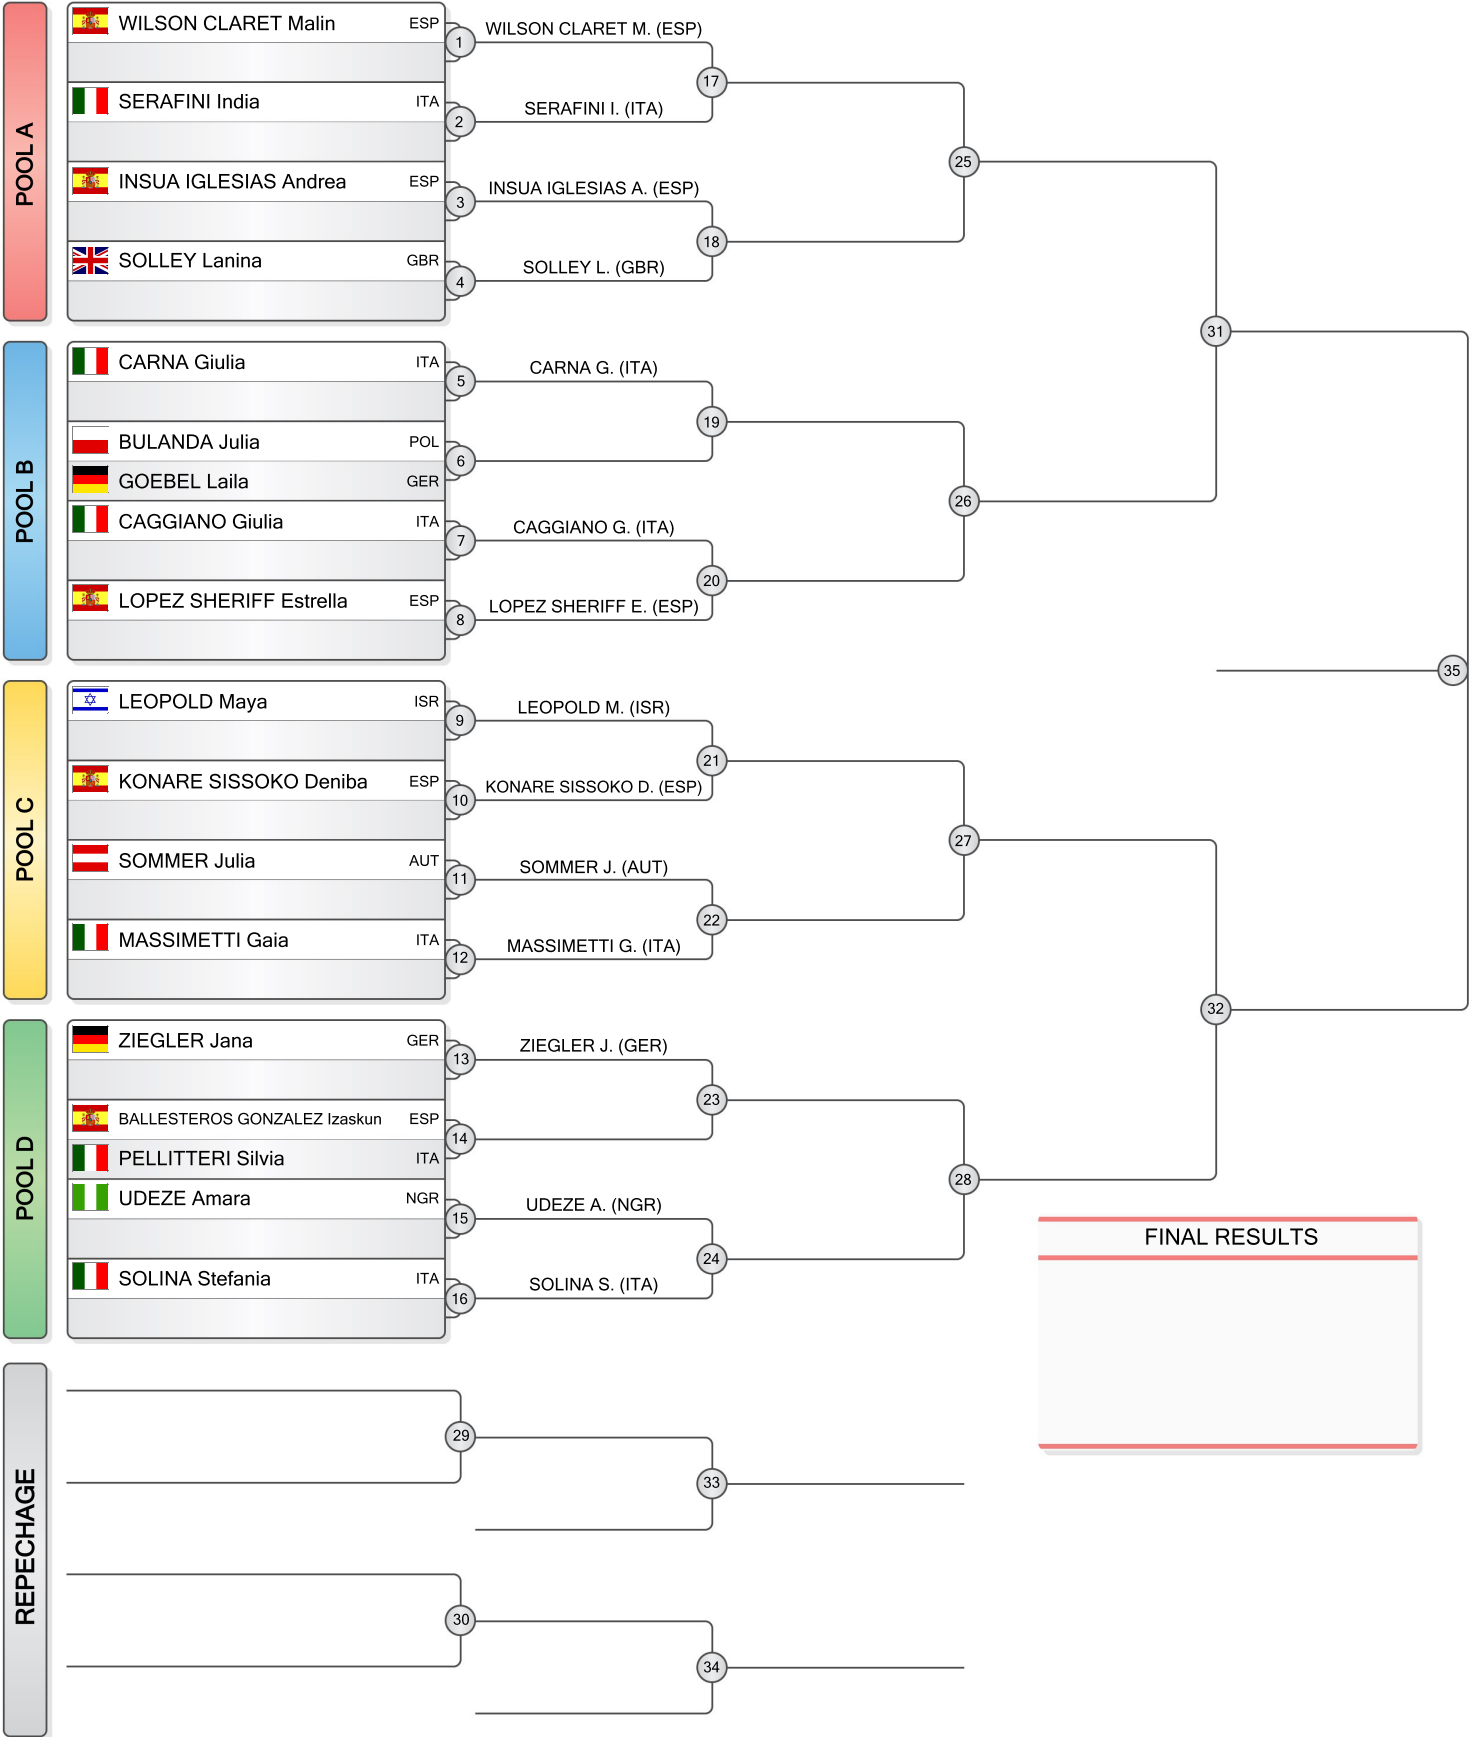 POOL A
WILSON CLARET Malin ESP
1
WILSON CLARET M. (ESP)
17
SERAFINI India ITA
2
SERAFINI I. (ITA)
25
INSUA IGLESIAS Andrea ESP
3
INSUA IGLESIAS A. (ESP)
18
SOLLEY Lanina GBR
4
SOLLEY L. (GBR)
31
POOL B
CARNA Giulia ITA
5
CARNA G. (ITA)
19
BULANDA Julia POL
6
GOEBEL Laila GER
26
CAGGIANO Giulia ITA
7
CAGGIANO G. (ITA)
20
LOPEZ SHERIFF Estrella ESP
8
LOPEZ SHERIFF E. (ESP)
35
POOL C
LEOPOLD Maya ISR
9
LEOPOLD M. (ISR)
21
KONARE SISSOKO Deniba ESP
10
KONARE SISSOKO D. (ESP)
27
SOMMER Julia AUT
11
SOMMER J. (AUT)
22
MASSIMETTI Gaia ITA
12
MASSIMETTI G. (ITA)
32
POOL D
ZIEGLER Jana GER
13
ZIEGLER J. (GER)
23
BALLESTEROS GONZALEZ Izaskun ESP
14
PELLITTERI Silvia ITA
28
UDEZE Amara NGR
15
UDEZE A. (NGR)
24
SOLINA Stefania ITA
16
SOLINA S. (ITA)
FINAL RESULTS
REPECHAGE
29
33
30
34